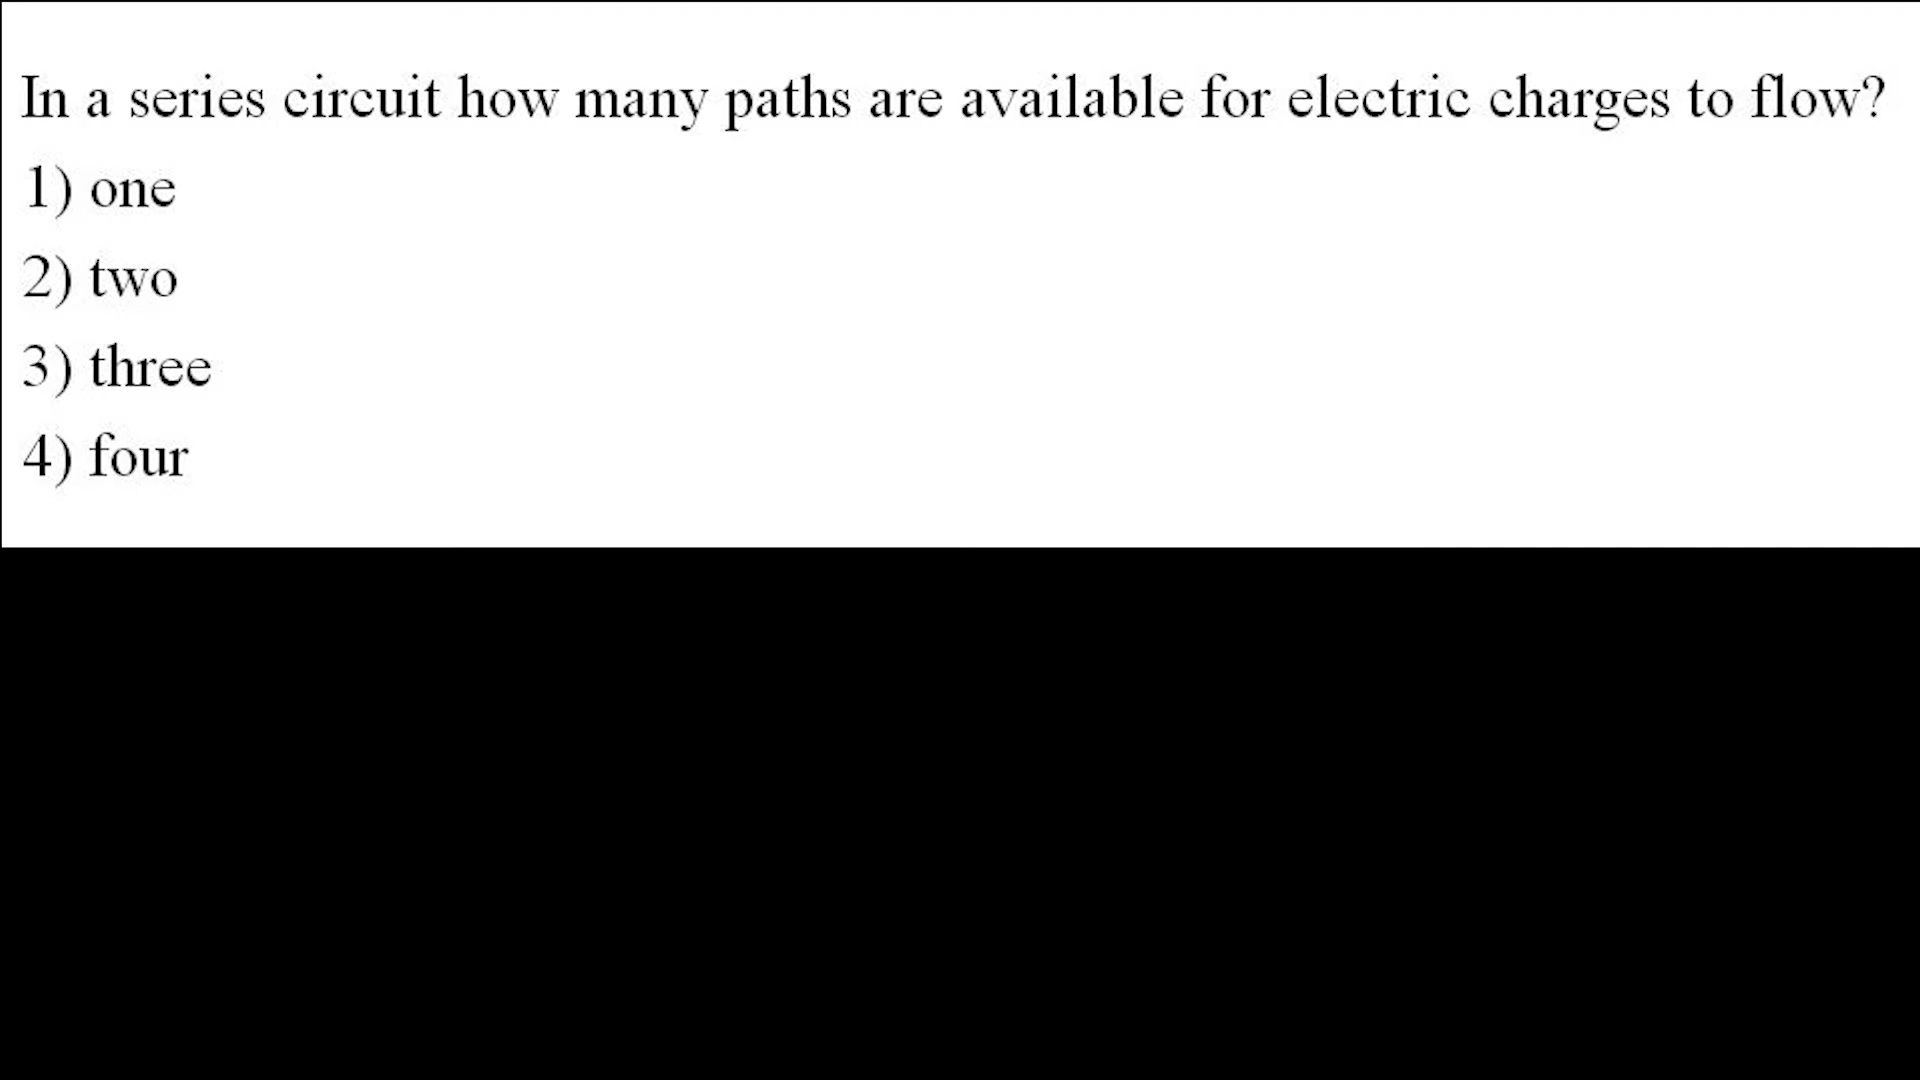 In a series circuit how many paths are available for electric charges to flow?
1) one
2) two
3) three
4) four